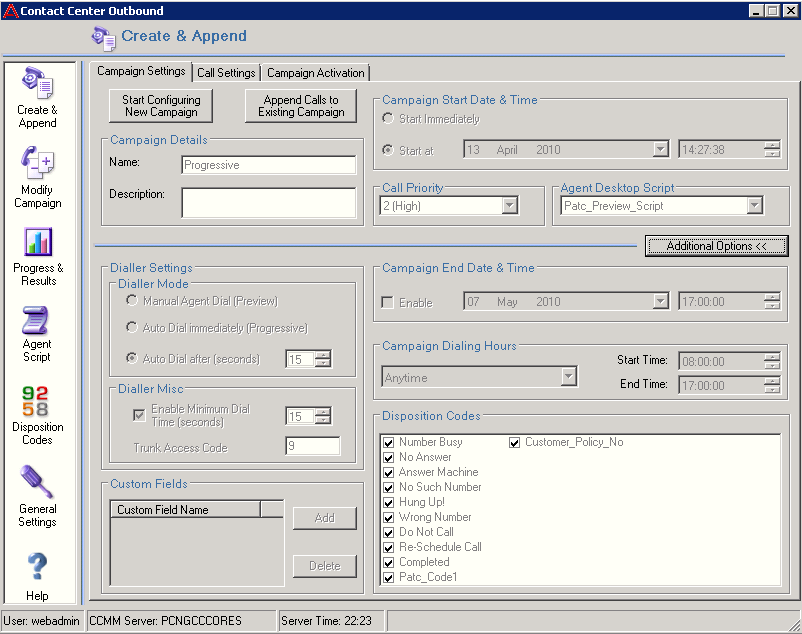 Contact Center Outbound
Create & Append
Create &
Append
Modify
Campaign
Progress &
Results
Agent
Script
92
58
Disposition
Codes
General
Settings
?
Help
Campaign Settings Call Settings Campaign Activation
Start Configuring
New Campaign
Append Calls to
Existing Campaign
Campaign Details
Name: Progressive
Description:
Campaign Start Date & Time
Start Immediately
Start at 13 April 2010 14:27:38
Call Priority
2 (High)
Agent Desktop Script
Patc_Preview_Script
Additional Options <<
Dialler Settings
Dialler Mode
Manual Agent Dial (Preview)
Auto Dial immediately (Progressive)
Auto Dial after (seconds) 15
Dialler Misc
Enable Minimum Dial
Time (seconds) 15
Trunk Access Code 9
Custom Fields
Custom Field Name
Add
Delete
Campaign End Date & Time
Enable 07 May 2010 17:00:00
Campaign Dialing Hours
Anytime
Start Time: 08:00:00
End Time: 17:00:00
Disposition Codes
Number Busy
No Answer
Answer Machine
No Such Number
Hung Up!
Wrong Number
Do Not Call
Re-Schedule Call
Completed
Patc_Code1
Customer_Policy_No
User: webadmin CCMM Server: PCNGCCCORES Server Time: 22:23